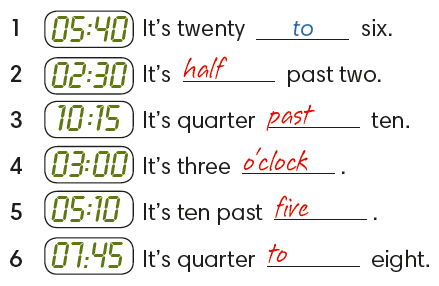 1 05:40 It's twenty to six.
2 02:30 It's half past two.
3 10:15 It's quarter past ten.
4 03:00 It's three o'clock.
5 05:10 It's ten past five.
6 07:45 It's quarter to eight.